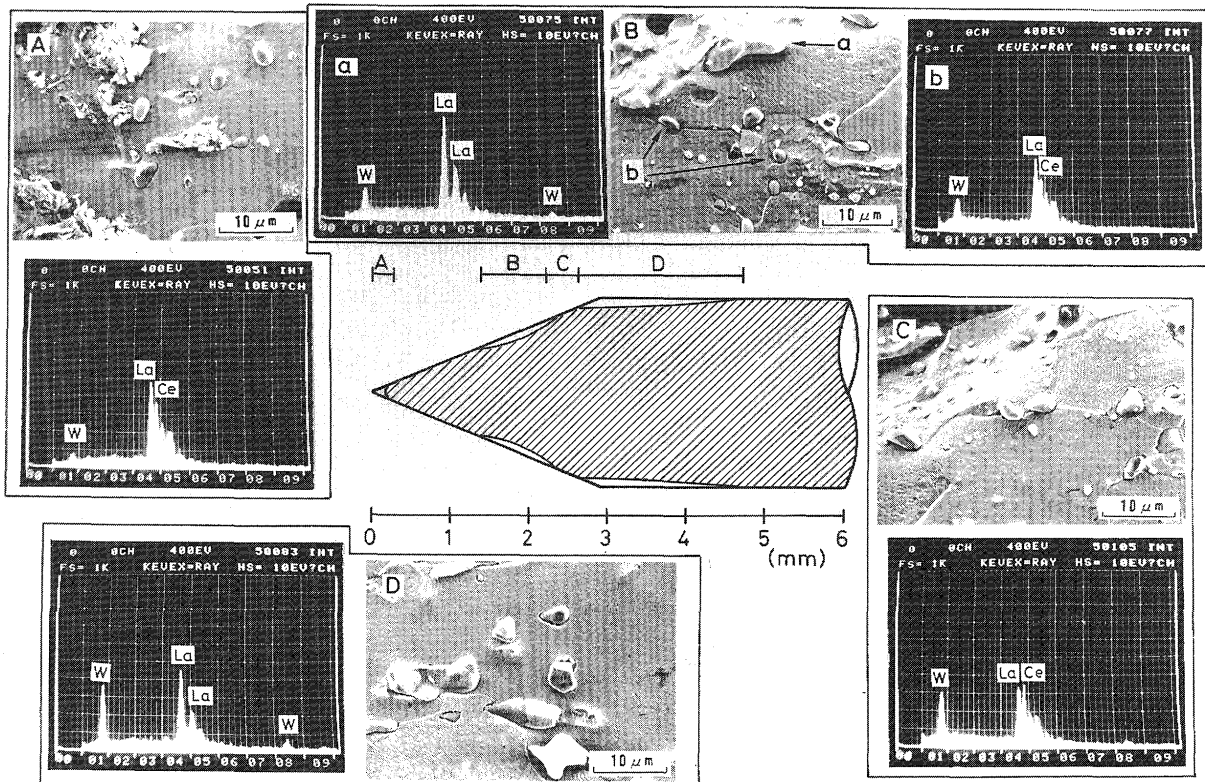 A
10 μm
0 0CH 400EV 50075 INT
FS= 1K KEVEX=RAY HS= 10EV?CH
a
La
La
W
W
00 01 02 03 04 05 06 07 08 09
B
a
b
10 μm
0 0CH 400EV 50077 INT
FS= 1K KEVEX=RAY HS= 10EV?CH
b
La
Ce
W
00 01 02 03 04 05 06 07 08 09
0 0CH 400EV 50051 INT
FS= 1K KEVEX=RAY HS= 10EV?CH
La
Ce
W
00 01 02 03 04 05 06 07 08 09
A B C D
0 1 2 3 4 5 6
(mm)
C
10 μm
0 0CH 400EV 50083 INT
FS= 1K KEVEX=RAY HS= 10EV?CH
La
W
La
W
00 01 02 03 04 05 06 07 08 09
D
10 μm
0 0CH 400EV 50105 INT
FS= 1K KEVEX=RAY HS= 10EV?CH
W
La Ce
00 01 02 03 04 05 06 07 08 09